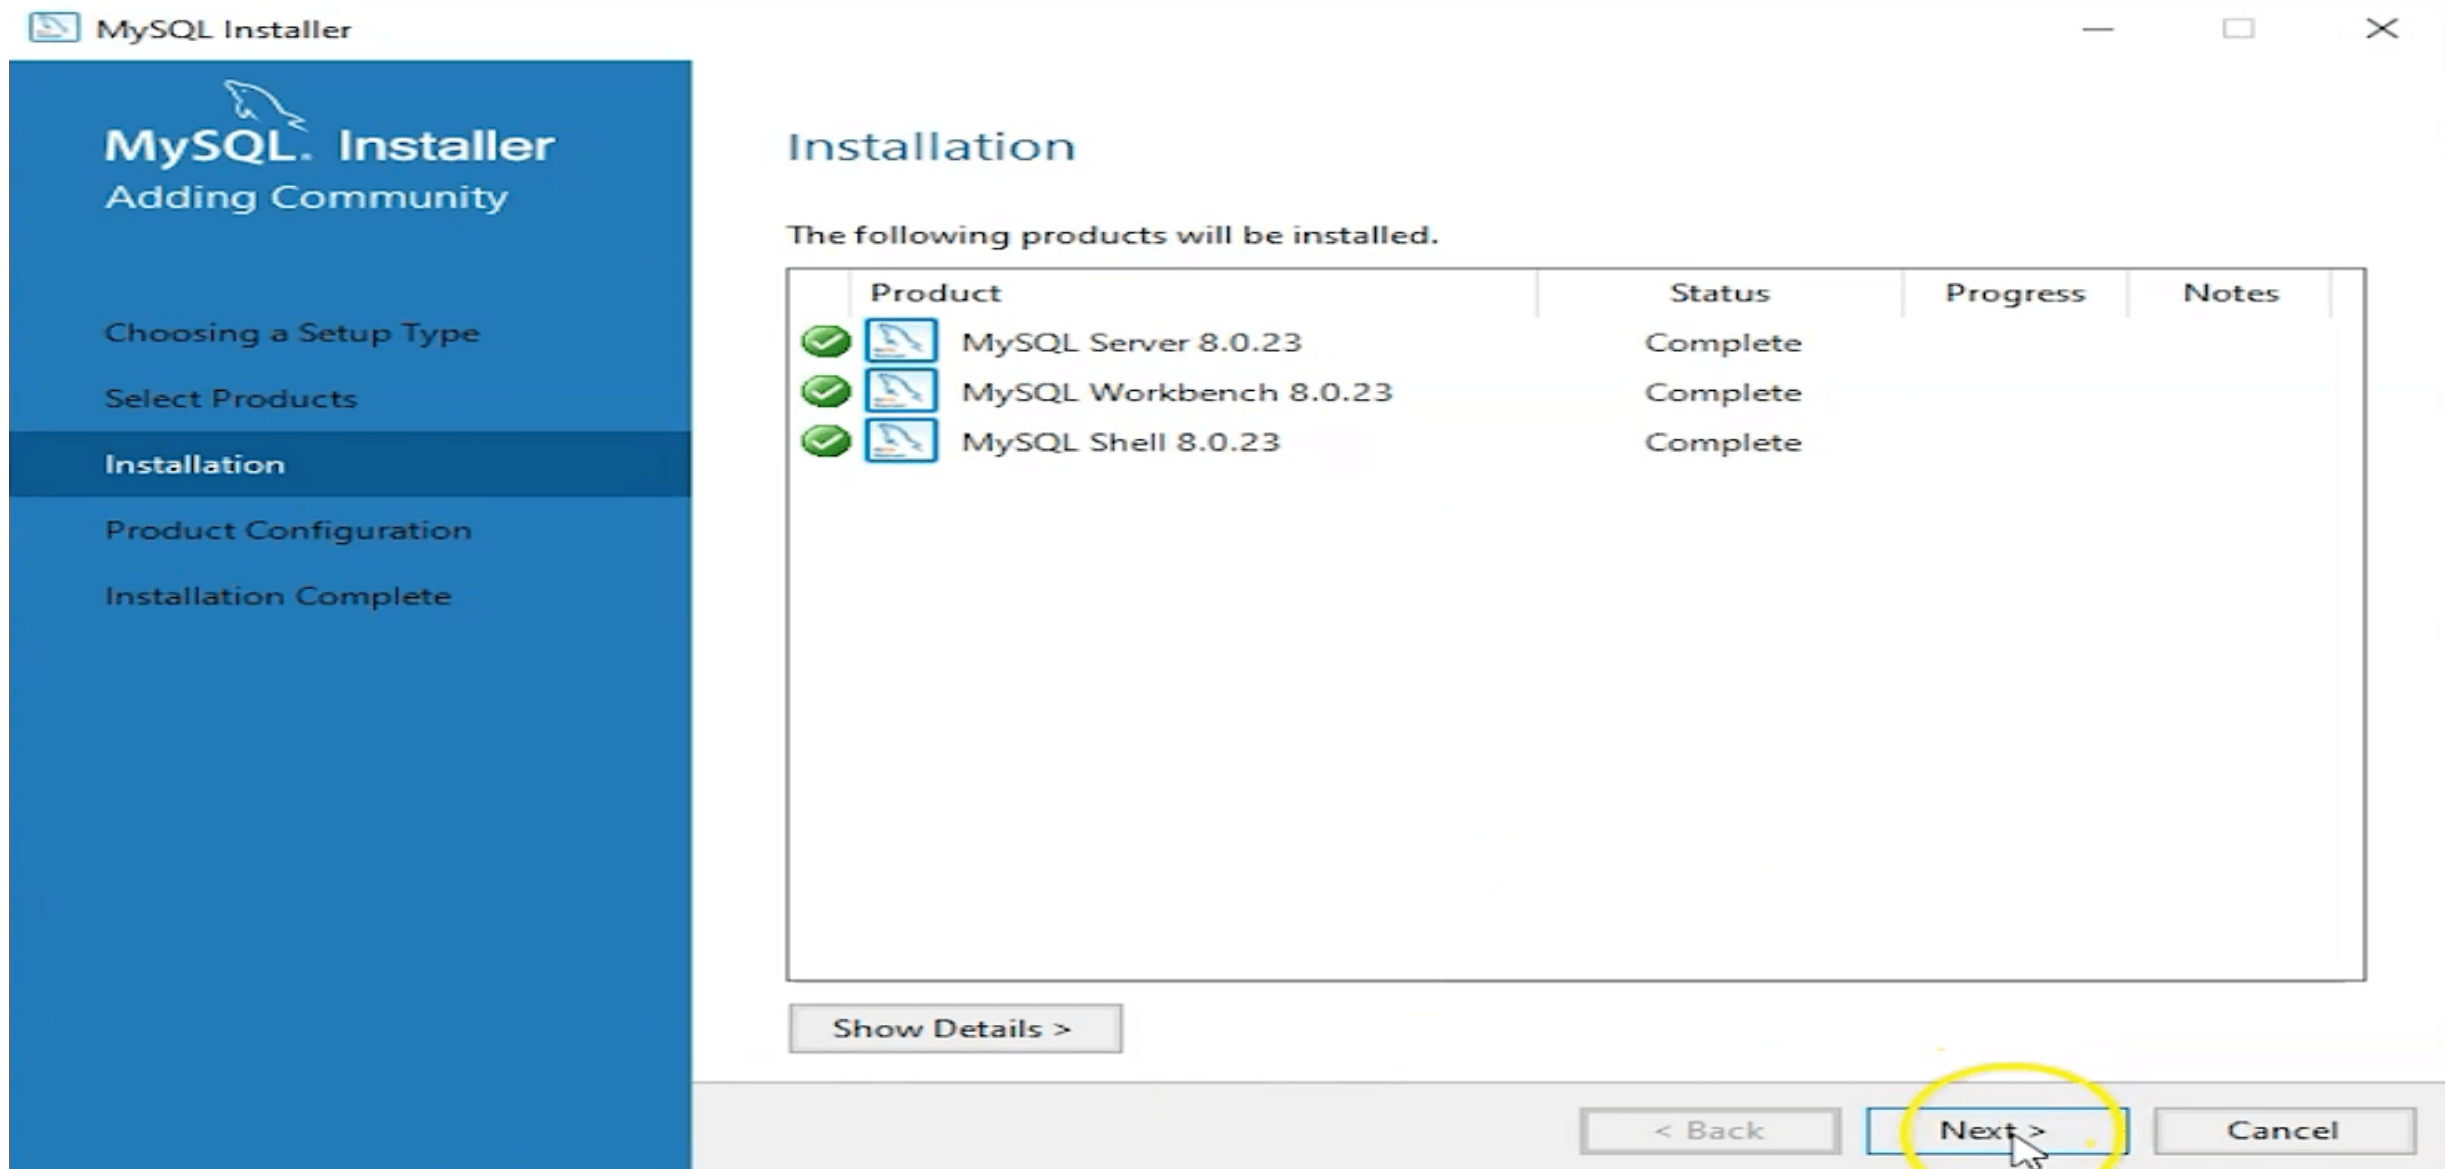 MySQL Installer
MySQL. Installer
Adding Community
Choosing a Setup Type
Select Products
Installation
Product Configuration
Installation Complete
Installation
The following products will be installed.
Product Status Progress Notes
MySQL Server 8.0.23 Complete
MySQL Workbench 8.0.23 Complete
MySQL Shell 8.0.23 Complete
Show Details >
< Back Next > Cancel